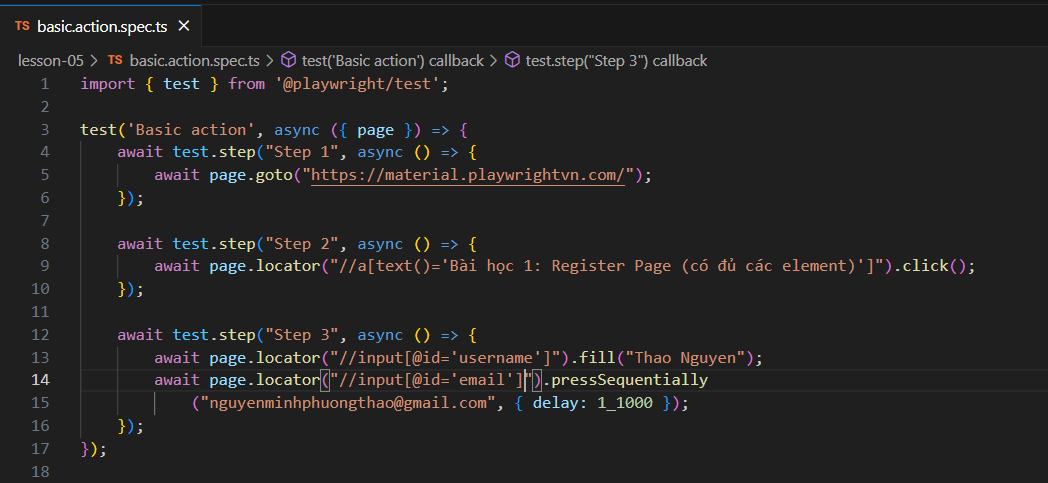 TS basic.action.spec.ts ×
lesson-05 > TS basic.action.spec.ts > test('Basic action') callback > test.step("Step 3") callback
1 import { test } from '@playwright/test';
2
3 test('Basic action', async ({ page }) => {
4     await test.step("Step 1", async () => {
5         await page.goto("https://material.playwrightvn.com/");
6     });
7
8     await test.step("Step 2", async () => {
9         await page.locator("//a[text()='Bài học 1: Register Page (có đủ các element)']").click();
10     });
11
12     await test.step("Step 3", async () => {
13         await page.locator("//input[@id='username']").fill("Thao Nguyen");
14         await page.locator("//input[@id='email']").pressSequentially
15             ("nguyenminhphuongthao@gmail.com", { delay: 1_1000 });
16     });
17 });
18